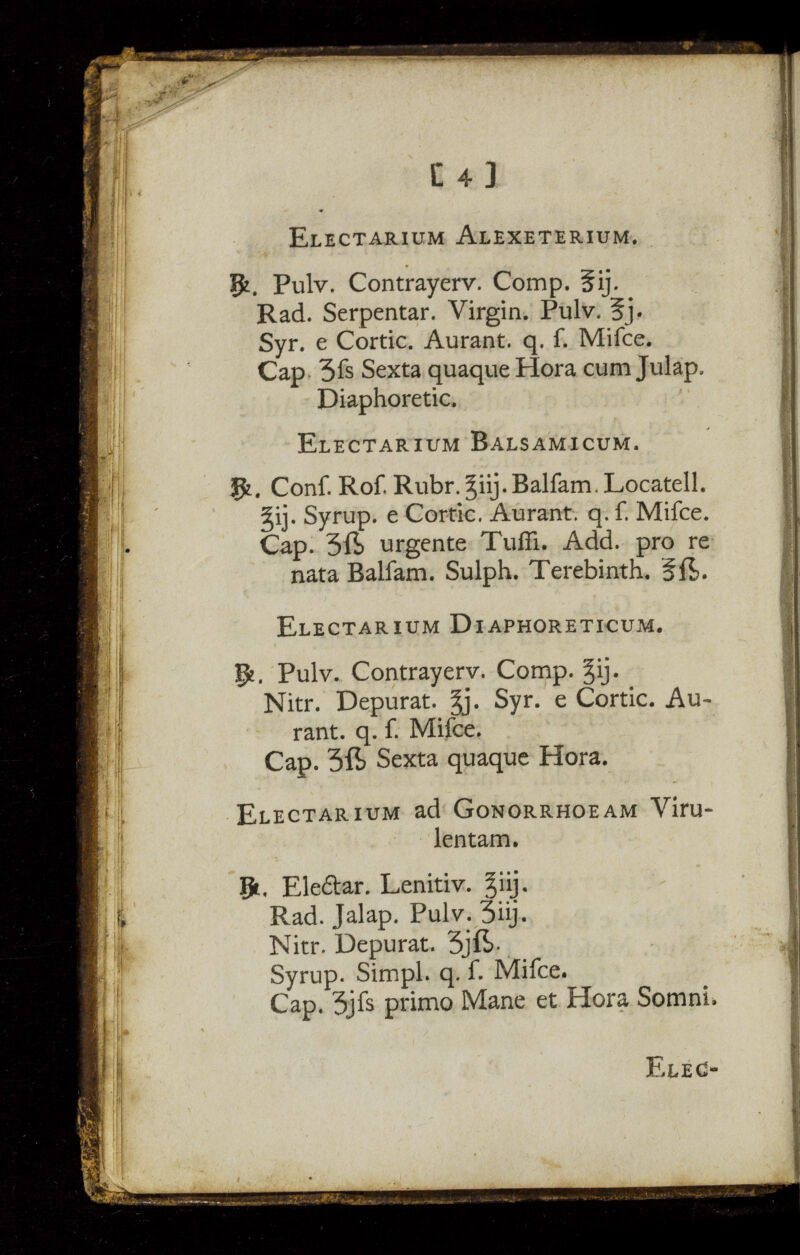 [ 4 ]
ELECTARIUM ALEXETERIUM.
℞. Pulv. Contrayerv. Comp. ℥ij.
Rad. Serpentar. Virgin. Pulv. ℥j.
Syr. e Cortic. Aurant. q. ſ. Miſce.
Cap. ʒſs Sexta quaque Hora cum Julap.
Diaphoretic.
ELECTARIUM BALSAMICUM.
℞. Conſ. Roſ. Rubr. ℥iij. Balſam. Locatell.
℥ij. Syrup. e Cortic. Aurant. q. ſ. Miſce.
Cap. ʒß urgente Tuſſi. Add. pro re
nata Balſam. Sulph. Terebinth. ℥ß.
ELECTARIUM DIAPHORETICUM.
℞. Pulv. Contrayerv. Comp. ℥ij.
Nitr. Depurat. ℥j. Syr. e Cortic. Au-
rant. q. ſ. Miſce.
Cap. ʒß Sexta quaque Hora.
ELECTARIUM ad GONORRHOEAM Viru-
lentam.
℞. Electar. Lenitiv. ℥iij.
Rad. Jalap. Pulv. ʒiij.
Nitr. Depurat. ʒjß.
Syrup. Simpl. q. ſ. Miſce.
Cap. ʒjſs primo Mane et Hora Somni.
ELEC-